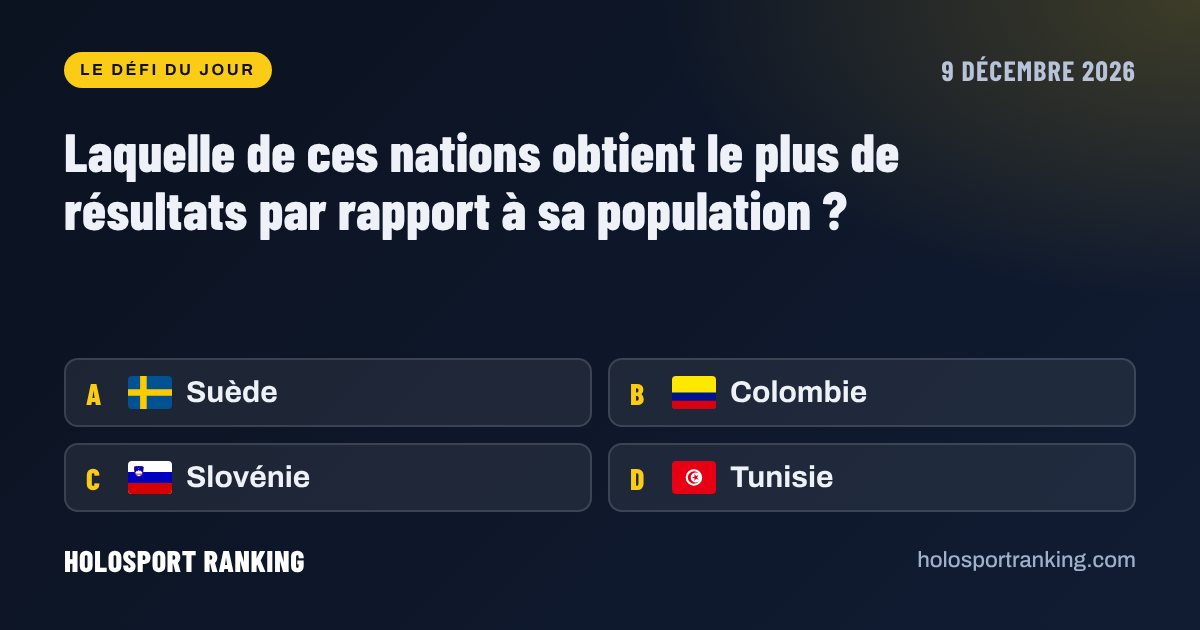 LE DÉFI DU JOUR
9 DÉCEMBRE 2026
Laquelle de ces nations obtient le plus de
résultats par rapport à sa population ?
A Suède
B Colombie
C Slovénie
D Tunisie
HOLOSPORT RANKING
holosportranking.com